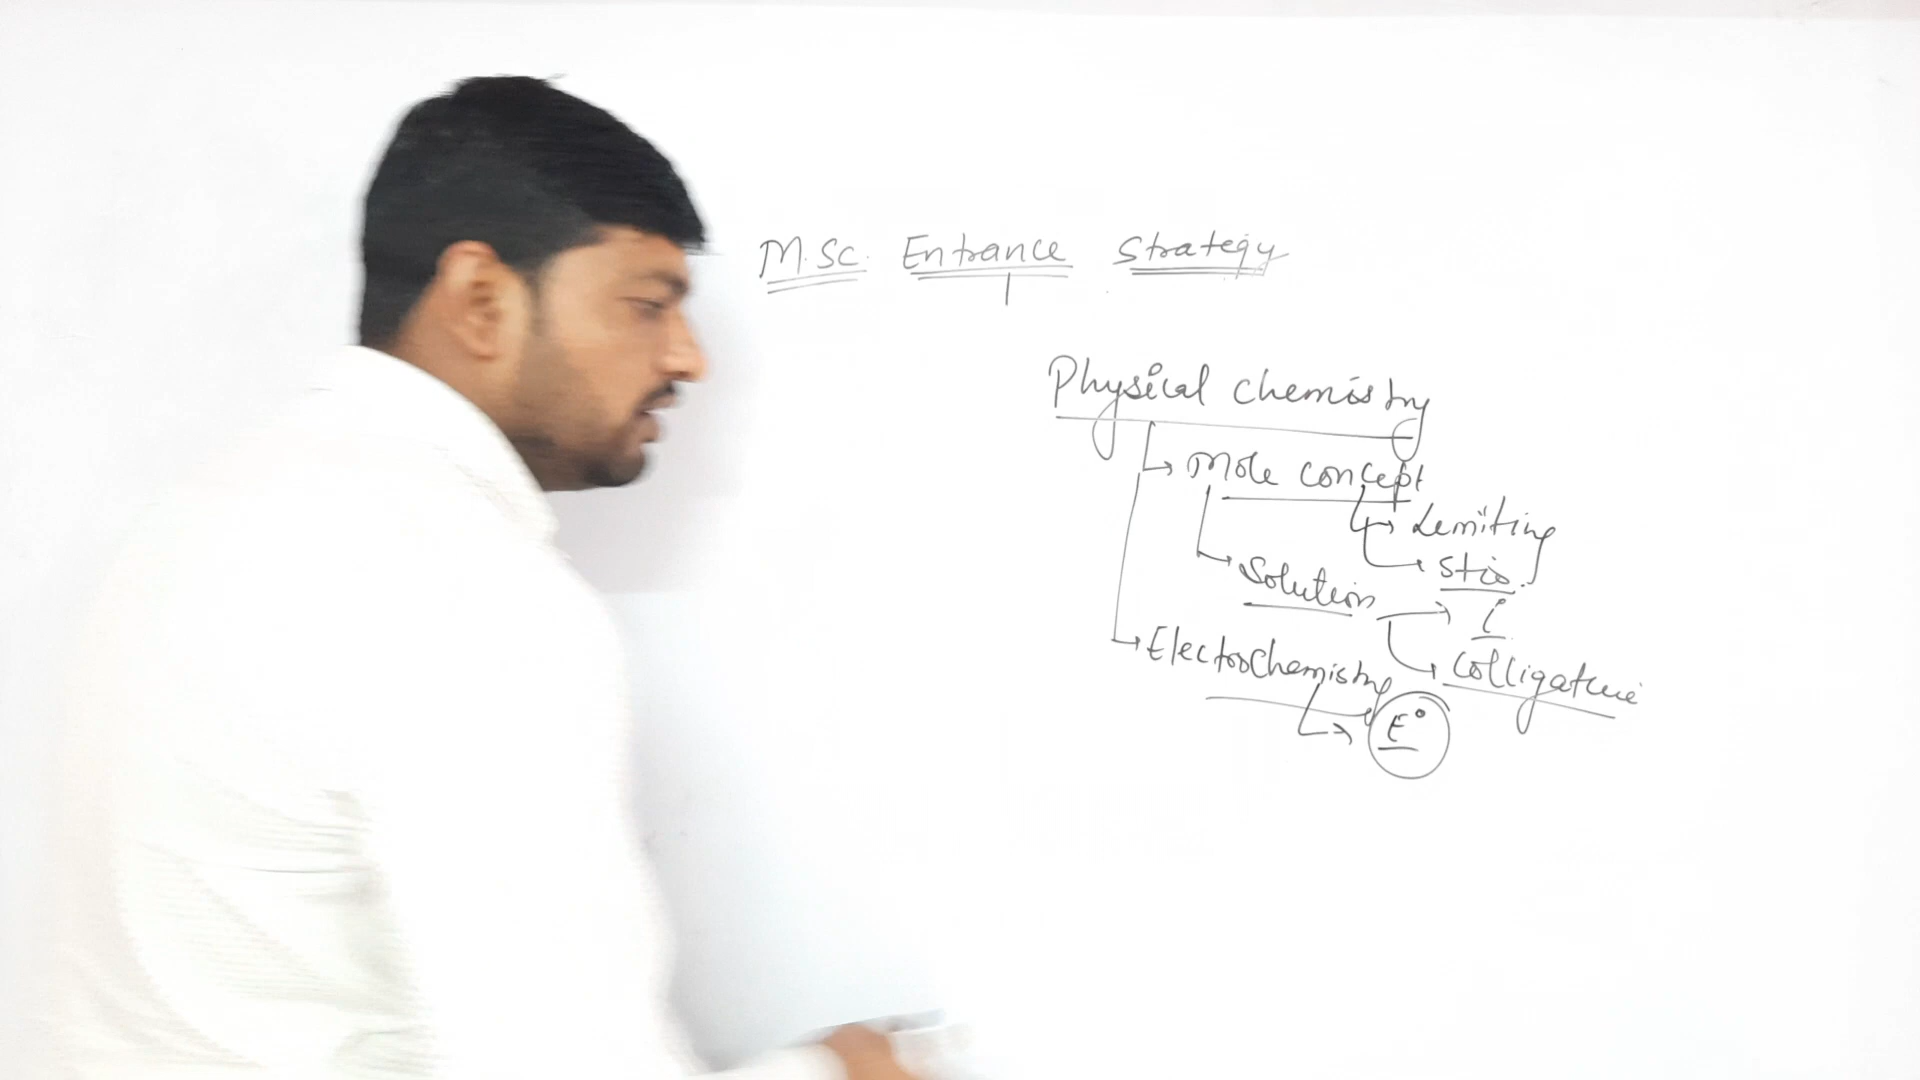 M.Sc. Entrance Strategy
Physical chemistry
Mole concept
Limiting
Stio.
Solution
i
Electrochemistry
Colligative
E°